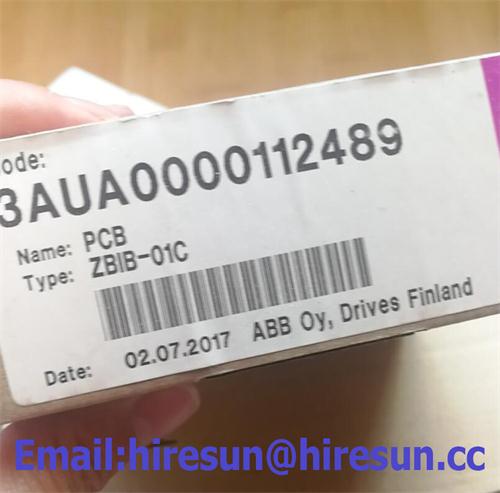 ode:
3AUA0000112489
Name: PCB
Type: ZBIB-01C
Date: 02.07.2017 ABB Oy, Drives Finland
Email:hiresun@hiresun.cc